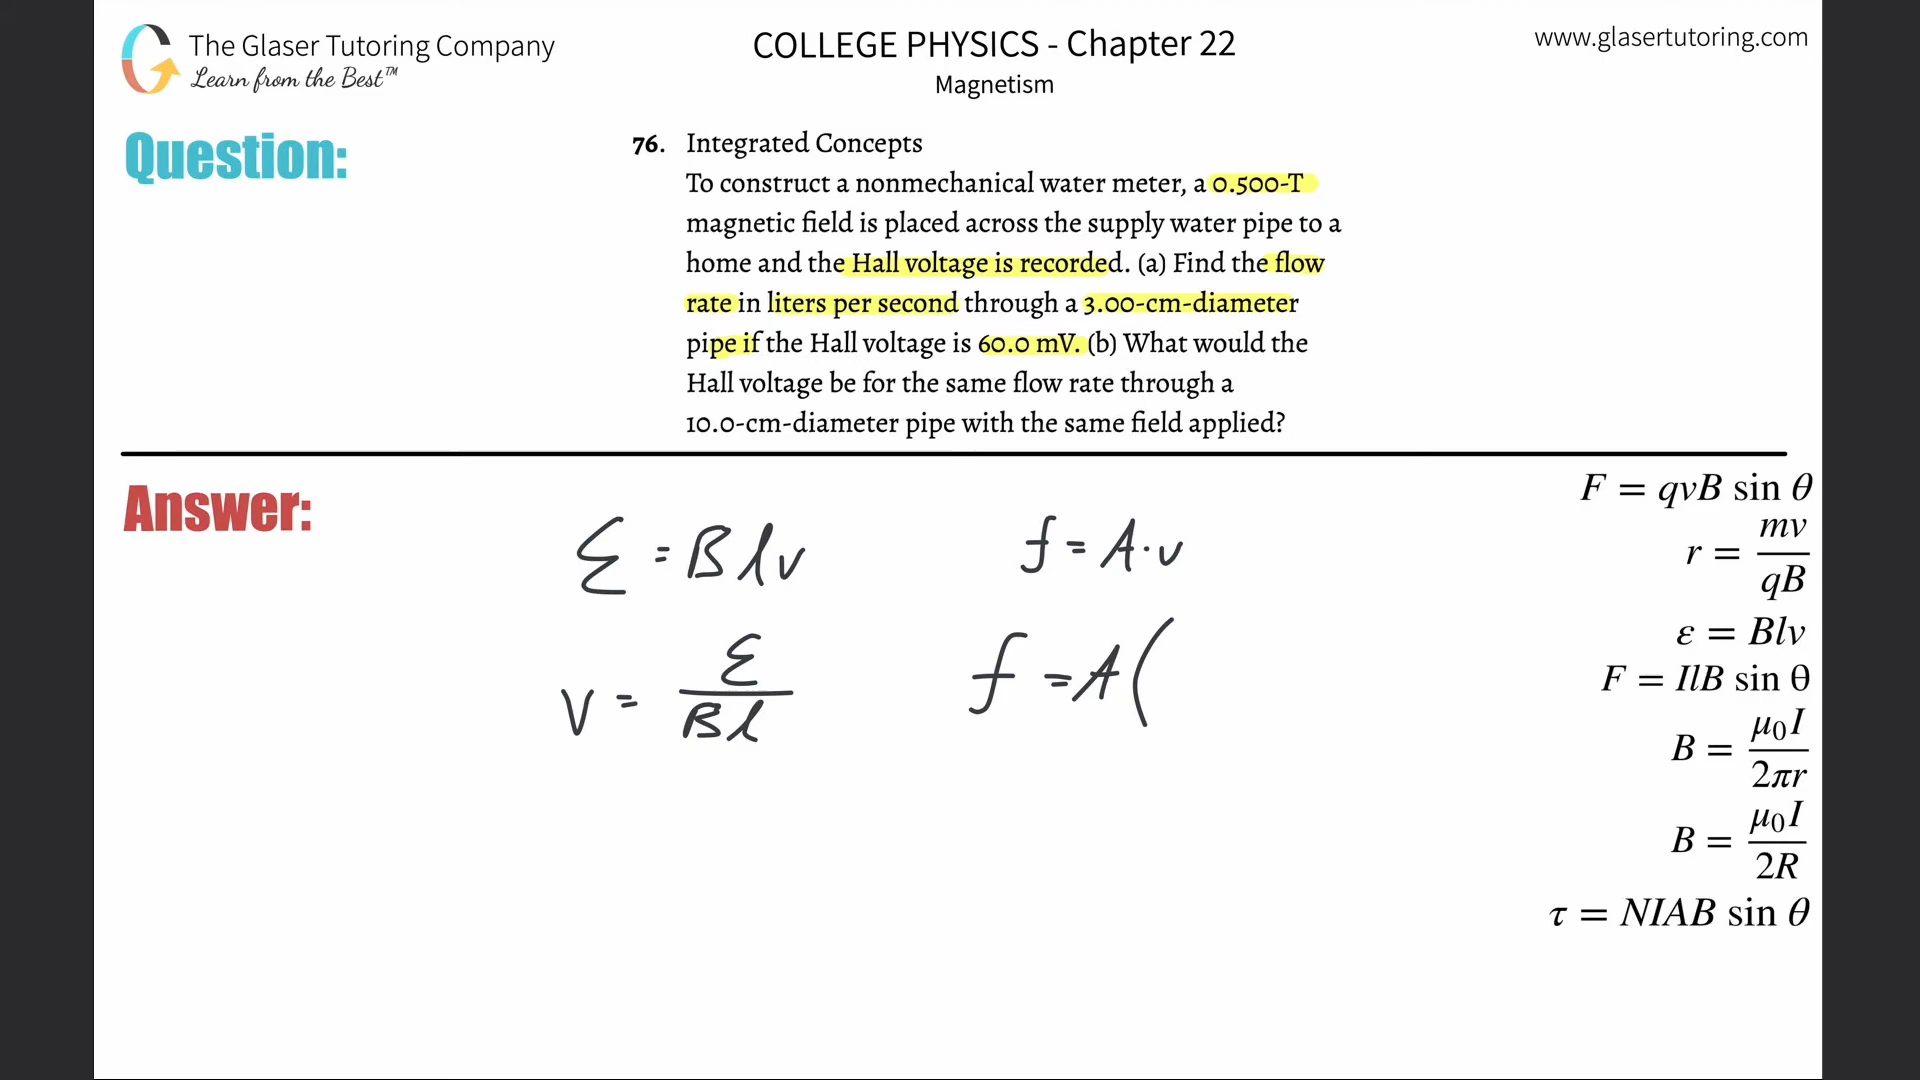 The Glaser Tutoring Company
Learn from the Best™
COLLEGE PHYSICS - Chapter 22
Magnetism
www.glasertutoring.com
Question:
76. Integrated Concepts
To construct a nonmechanical water meter, a 0.500-T
magnetic field is placed across the supply water pipe to a
home and the Hall voltage is recorded. (a) Find the flow
rate in liters per second through a 3.00-cm-diameter
pipe if the Hall voltage is 60.0 mV. (b) What would the
Hall voltage be for the same flow rate through a
10.0-cm-diameter pipe with the same field applied?
Answer:
Ɛ = Blv
v = Ɛ / Bl
f = A·v
f = A(
F = qvB sin θ
r = mv / qB
ε = Blv
F = IlB sin θ
B = μ₀I / 2πr
B = μ₀I / 2R
τ = NIAB sin θ